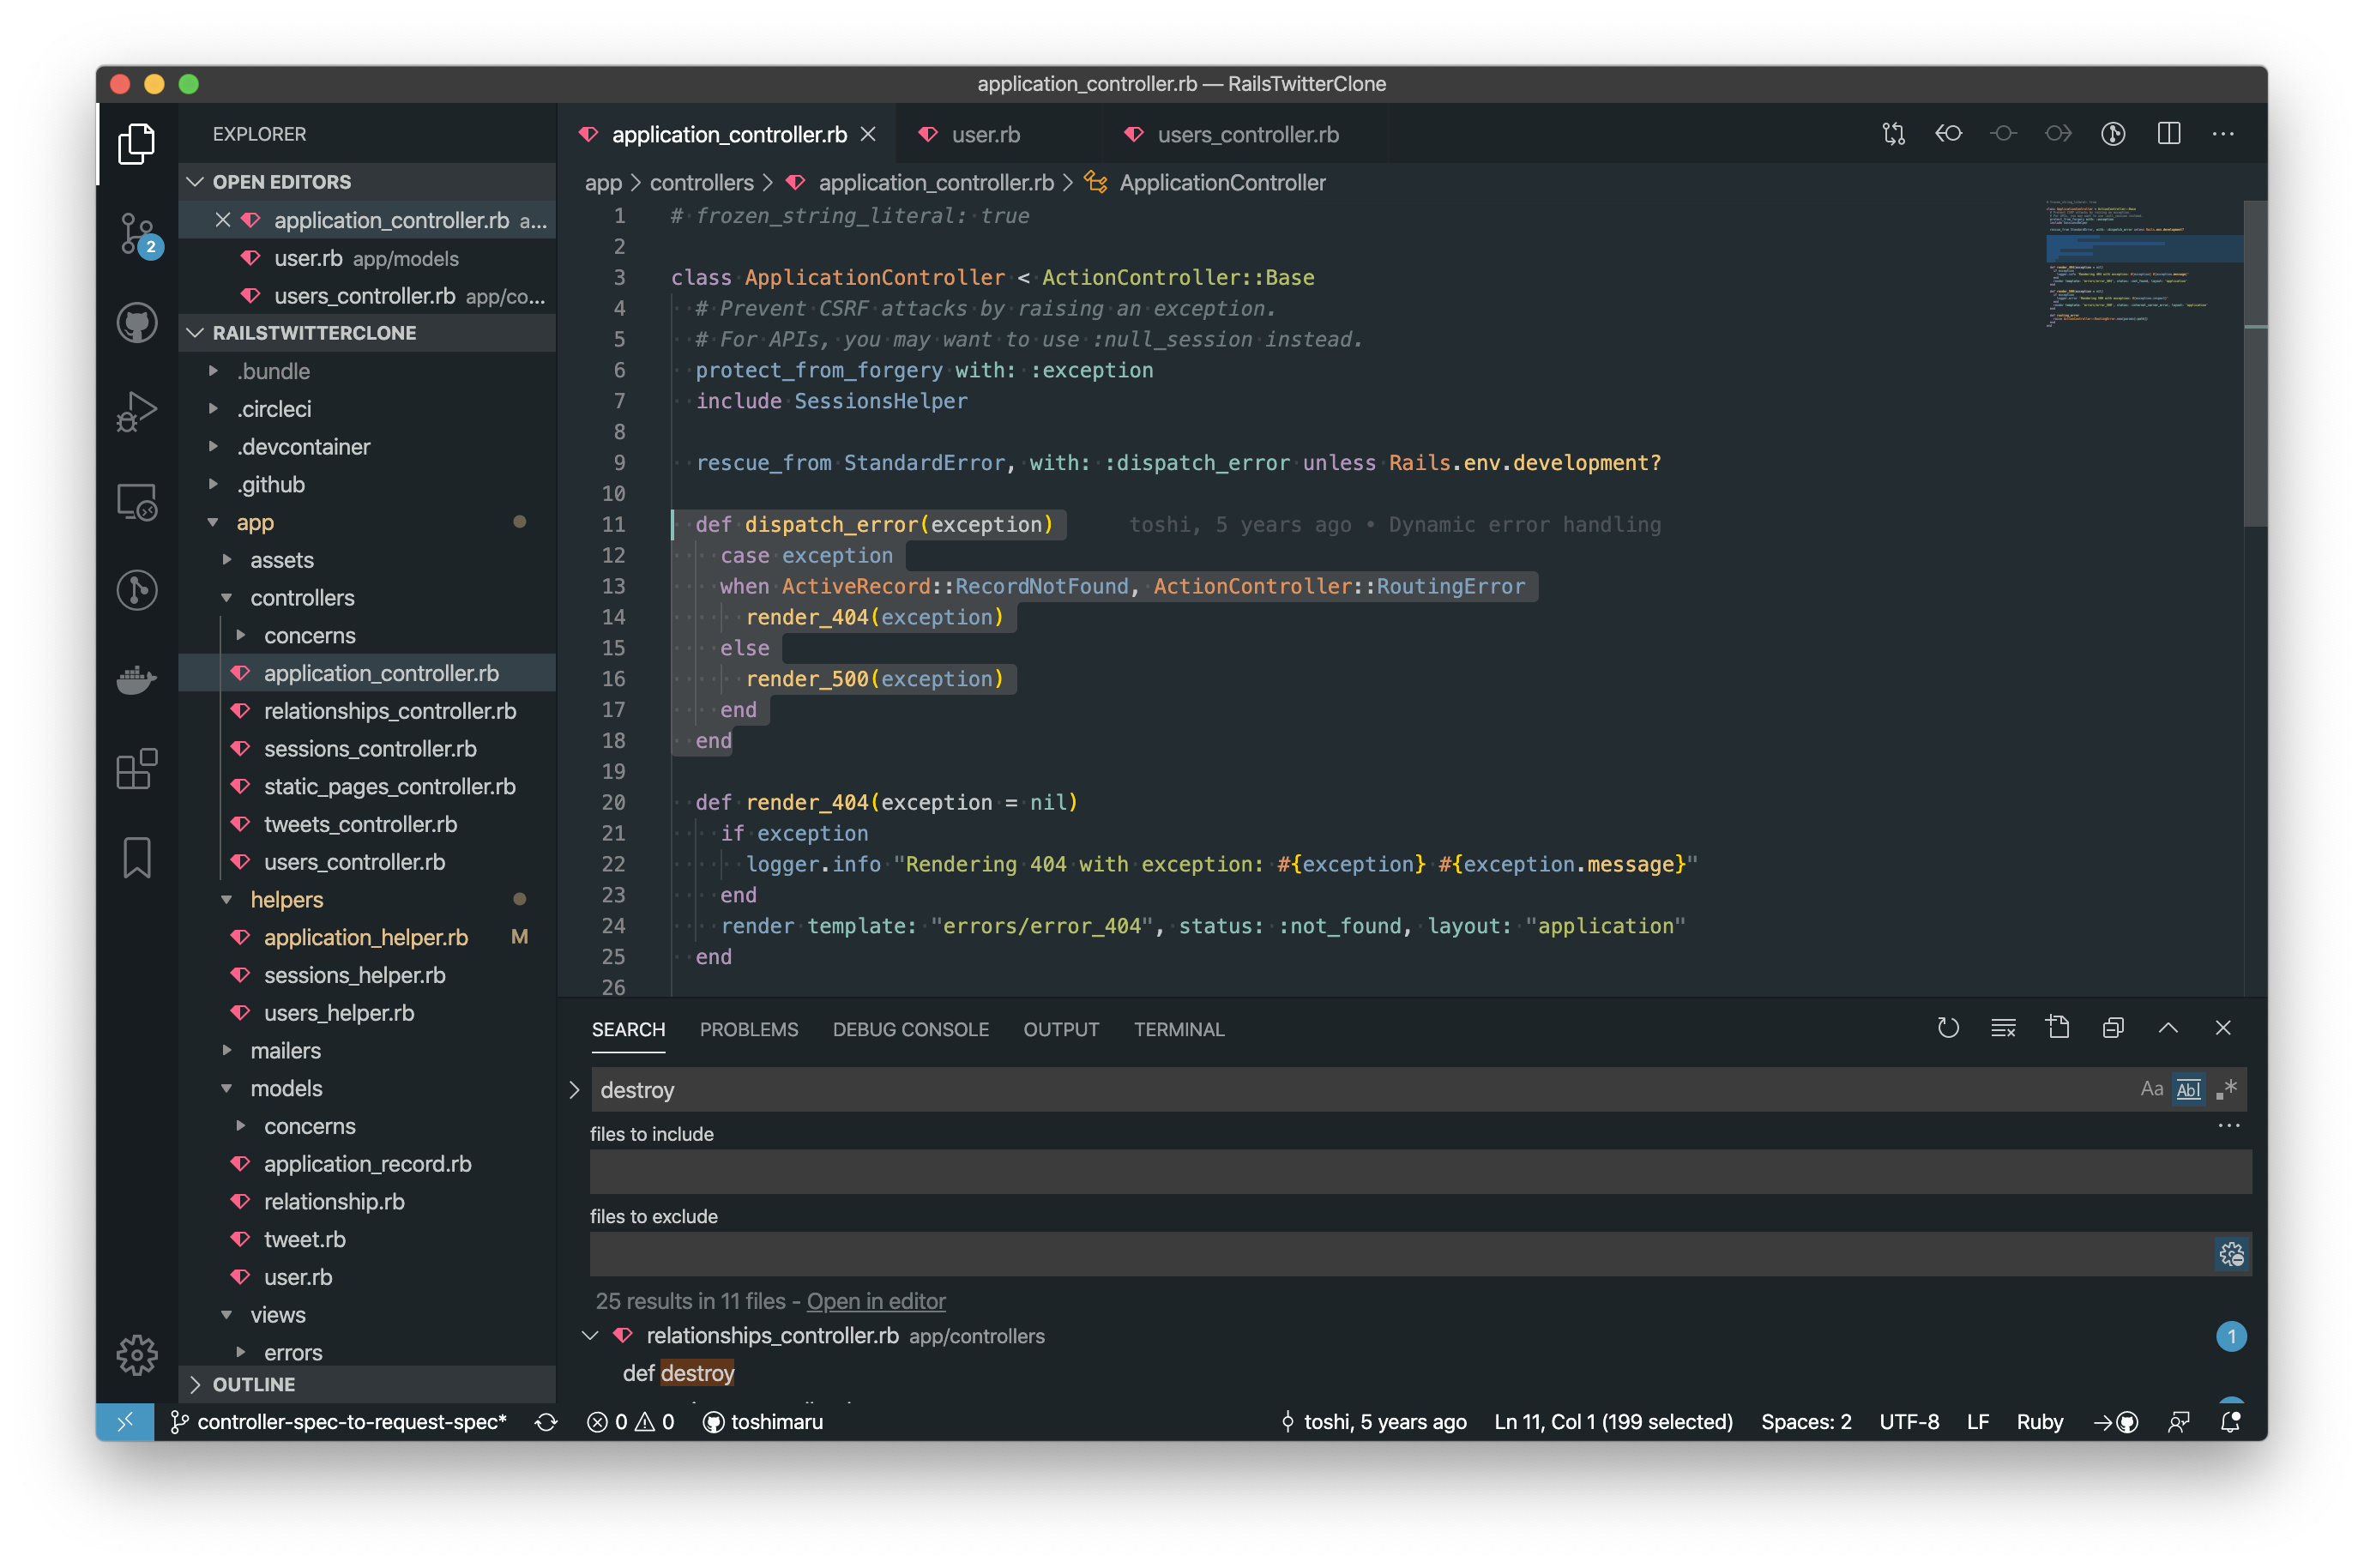 application_controller.rb — RailsTwitterClone
EXPLORER
OPEN EDITORS
application_controller.rb a...
user.rb app/models
users_controller.rb app/co...
RAILSTWITTERCLONE
.bundle
.circleci
.devcontainer
.github
app
assets
controllers
concerns
application_controller.rb
relationships_controller.rb
sessions_controller.rb
static_pages_controller.rb
tweets_controller.rb
users_controller.rb
helpers
application_helper.rb M
sessions_helper.rb
users_helper.rb
mailers
models
concerns
application_record.rb
relationship.rb
tweet.rb
user.rb
views
errors
OUTLINE
2
application_controller.rb user.rb users_controller.rb
app > controllers > application_controller.rb > ApplicationController
1 # frozen_string_literal: true
2
3 class ApplicationController < ActionController::Base
4 # Prevent CSRF attacks by raising an exception.
5 # For APIs, you may want to use :null_session instead.
6 protect_from_forgery with: :exception
7 include SessionsHelper
8
9 rescue_from StandardError, with: :dispatch_error unless Rails.env.development?
10
11 def dispatch_error(exception) toshi, 5 years ago • Dynamic error handling
12 case exception
13 when ActiveRecord::RecordNotFound, ActionController::RoutingError
14 render_404(exception)
15 else
16 render_500(exception)
17 end
18 end
19
20 def render_404(exception = nil)
21 if exception
22 logger.info "Rendering 404 with exception: #{exception} #{exception.message}"
23 end
24 render template: "errors/error_404", status: :not_found, layout: "application"
25 end
26
SEARCH PROBLEMS DEBUG CONSOLE OUTPUT TERMINAL
destroy Aa Abl .*
files to include ...
files to exclude
25 results in 11 files - Open in editor
relationships_controller.rb app/controllers 1
def destroy
controller-spec-to-request-spec* 0 0 toshimaru toshi, 5 years ago Ln 11, Col 1 (199 selected) Spaces: 2 UTF-8 LF Ruby